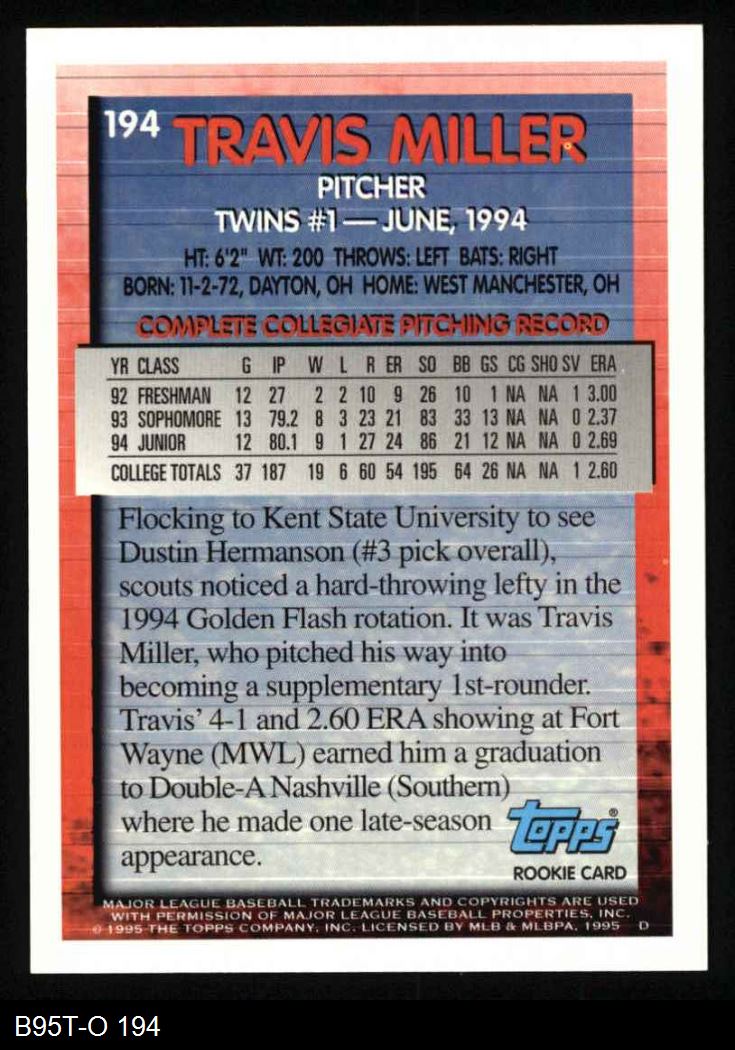 194 TRAVIS MILLER
PITCHER
TWINS #1 — JUNE, 1994
HT: 6'2" WT: 200 THROWS: LEFT BATS: RIGHT
BORN: 11-2-72, DAYTON, OH HOME: WEST MANCHESTER, OH
COMPLETE COLLEGIATE PITCHING RECORD
YR CLASS G IP W L R ER SO BB GS CG SHO SV ERA
92 FRESHMAN 12 27 2 2 10 9 26 10 1 NA NA 1 3.00
93 SOPHOMORE 13 79.2 8 3 23 21 83 33 13 NA NA 0 2.37
94 JUNIOR 12 80.1 9 1 27 24 86 21 12 NA NA 0 2.69
COLLEGE TOTALS 37 187 19 6 60 54 195 64 26 NA NA 1 2.60
Flocking to Kent State University to see
Dustin Hermanson (#3 pick overall),
scouts noticed a hard-throwing lefty in the
1994 Golden Flash rotation. It was Travis
Miller, who pitched his way into
becoming a supplementary 1st-rounder.
Travis' 4-1 and 2.60 ERA showing at Fort
Wayne (MWL) earned him a graduation
to Double-A Nashville (Southern)
where he made one late-season
appearance.
topps®
ROOKIE CARD
MAJOR LEAGUE BASEBALL TRADEMARKS AND COPYRIGHTS ARE USED
WITH PERMISSION OF MAJOR LEAGUE BASEBALL PROPERTIES, INC.
© 1995 THE TOPPS COMPANY, INC. LICENSED BY MLB & MLBPA, 1995 D
B95T-O 194